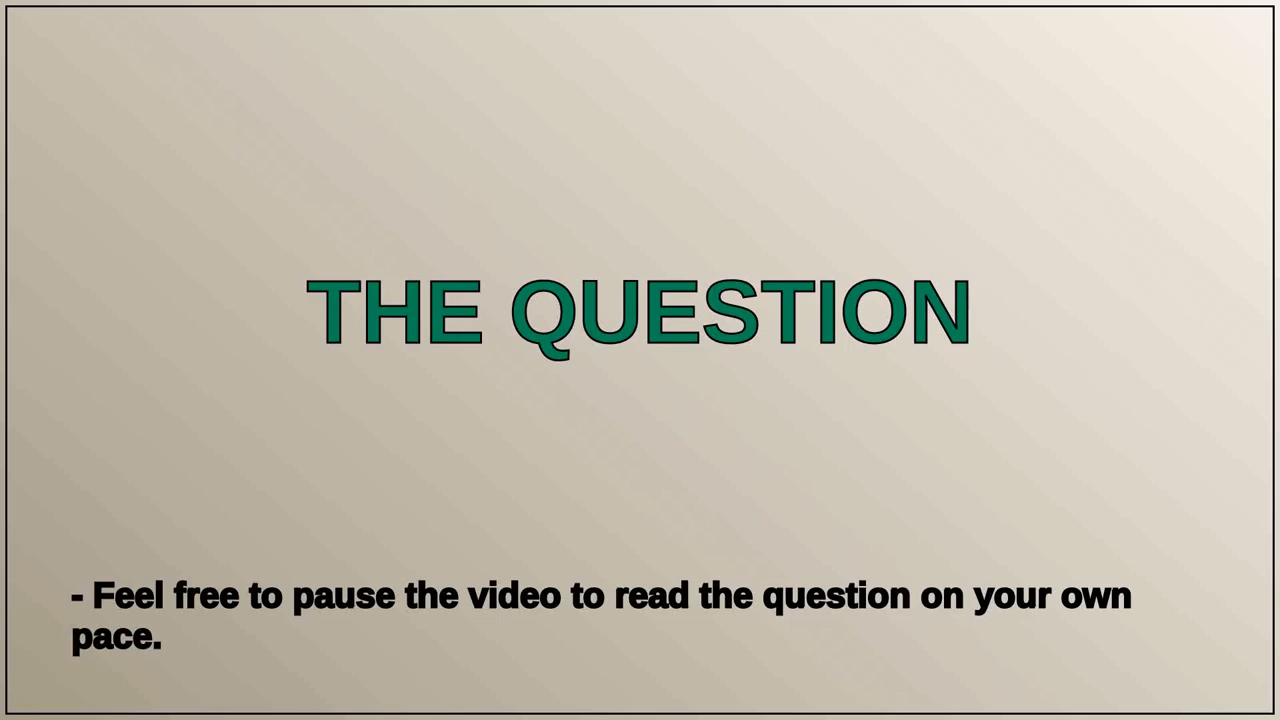 THE QUESTION
- Feel free to pause the video to read the question on your own
pace.